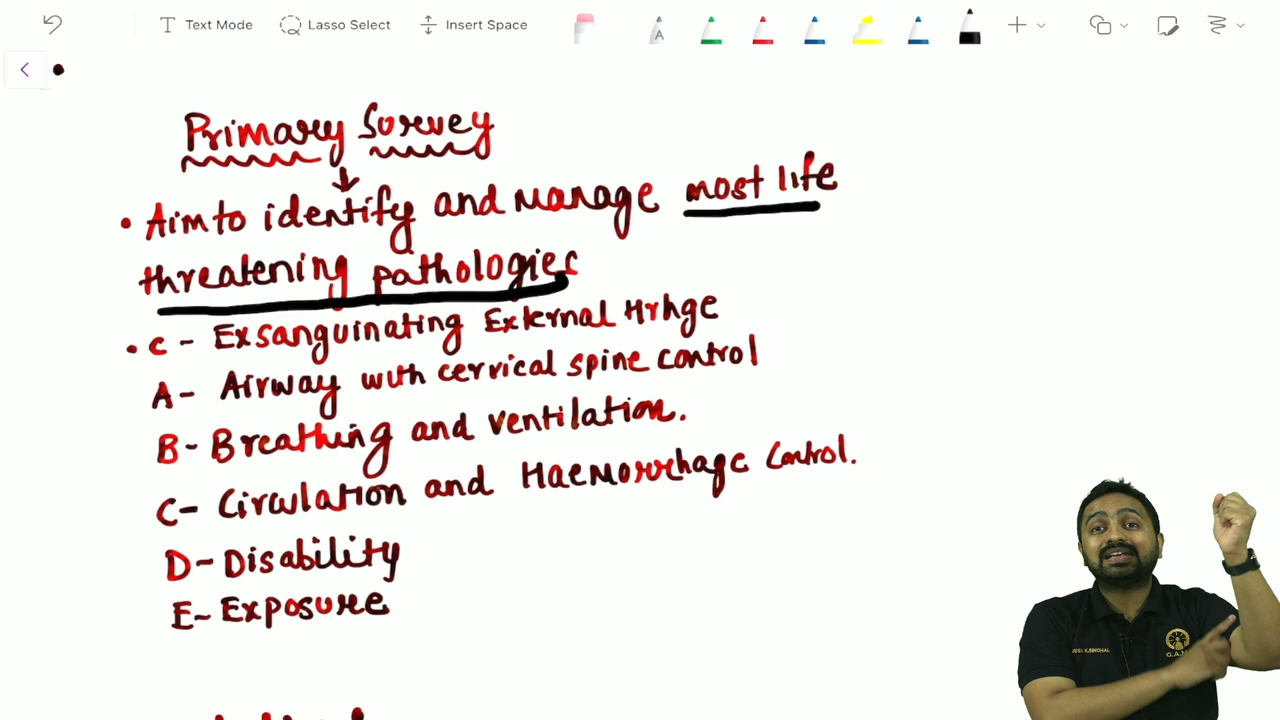 Text Mode
Lasso Select
Insert Space
A
Primary Survey
• Aim to identify and manage most life
threatening pathologies
• c - Exsanguinating External Hrhge
A- Airway with cervical spine control
B- Breathing and ventilation.
C- Circulation and Haemorrhage Control.
D- Disability
E- Exposure
K.SINGHAL